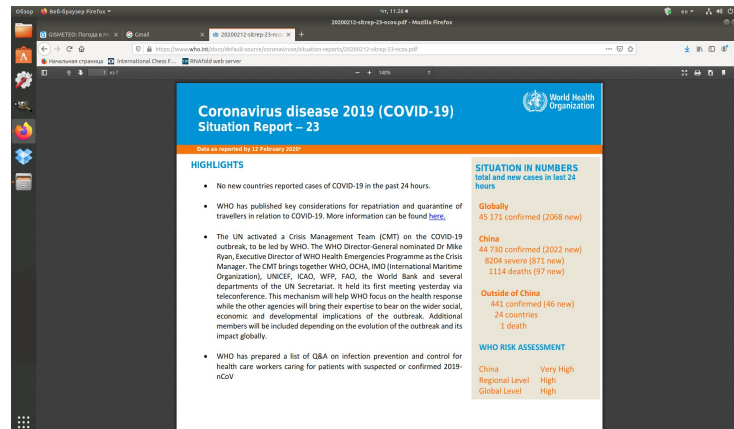 Обзор Веб-браузер Firefox Чт, 11:26 en
20200212-sitrep-23-ncov.pdf - Mozilla Firefox
GISMETEO: Погода в Gmail 20200212-sitrep-23-ncov.pdf
https://www.who.int/docs/default-source/coronaviruse/situation-reports/20200212-sitrep-23-ncov.pdf
Начальная страница International Chess F... RNAfold web server
1 из 7 140%
World Health
Organization
Coronavirus disease 2019 (COVID-19)
Situation Report – 23
Data as reported by 12 February 2020*
HIGHLIGHTS
• No new countries reported cases of COVID-19 in the past 24 hours.
• WHO has published key considerations for repatriation and quarantine of
travellers in relation to COVID-19. More information can be found here.
• The UN activated a Crisis Management Team (CMT) on the COVID-19
outbreak, to be led by WHO. The WHO Director-General nominated Dr Mike
Ryan, Executive Director of WHO Health Emergencies Programme as the Crisis
Manager. The CMT brings together WHO, OCHA, IMO (International Maritime
Organization), UNICEF, ICAO, WFP, FAO, the World Bank and several
departments of the UN Secretariat. It held its first meeting yesterday via
teleconference. This mechanism will help WHO focus on the health response
while the other agencies will bring their expertise to bear on the wider social,
economic and developmental implications of the outbreak. Additional
members will be included depending on the evolution of the outbreak and its
impact globally.
• WHO has prepared a list of Q&A on infection prevention and control for
health care workers caring for patients with suspected or confirmed 2019-
nCoV
SITUATION IN NUMBERS
total and new cases in last 24
hours
Globally
45 171 confirmed (2068 new)
China
44 730 confirmed (2022 new)
8204 severe (871 new)
1114 deaths (97 new)
Outside of China
441 confirmed (46 new)
24 countries
1 death
WHO RISK ASSESSMENT
China Very High
Regional Level High
Global Level High